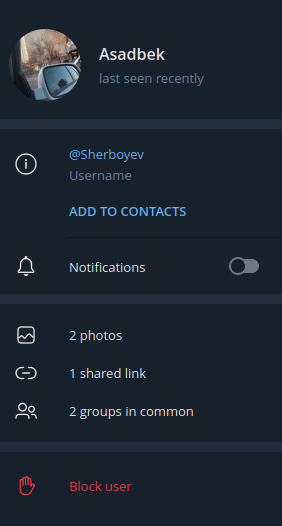 Asadbek
last seen recently
@Sherboyev
Username
ADD TO CONTACTS
Notifications
2 photos
1 shared link
2 groups in common
Block user